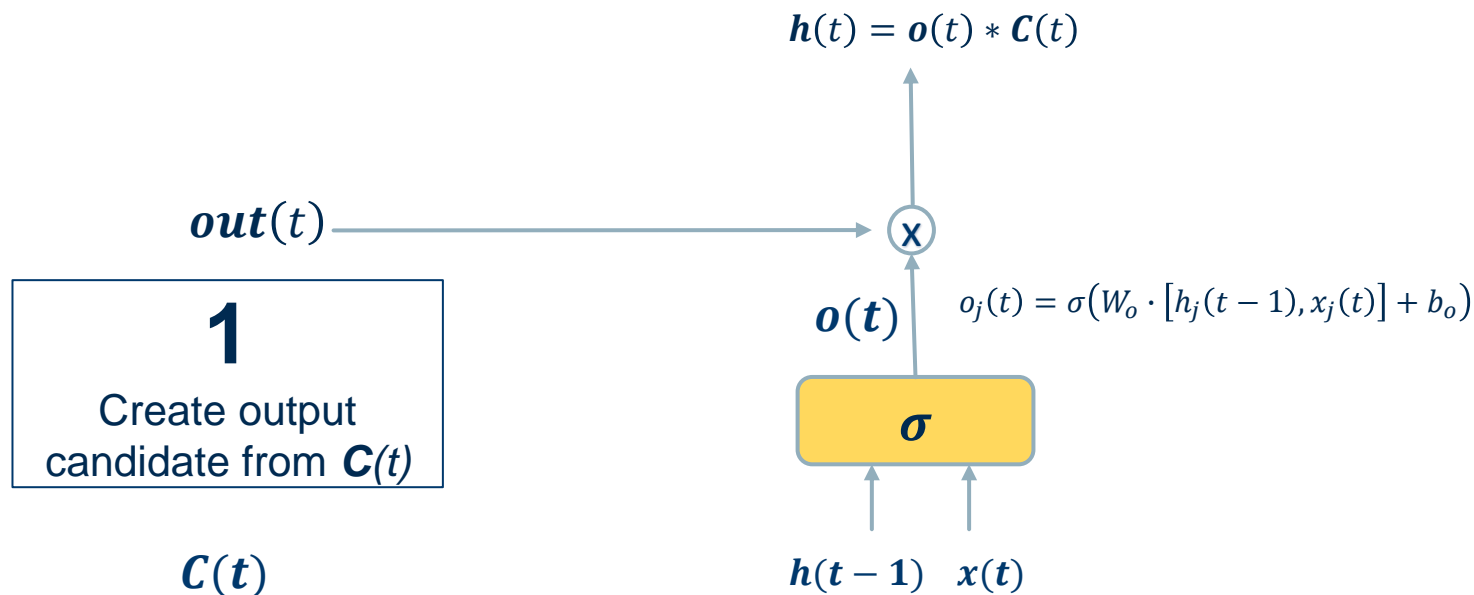 h(t) = o(t) ∗ C(t)
out(t)
x
1
Create output
candidate from C(t)
o(t)
o_j(t) = σ(W_o · [h_j(t − 1), x_j(t)] + b_o)
σ
C(t)
h(t − 1) x(t)